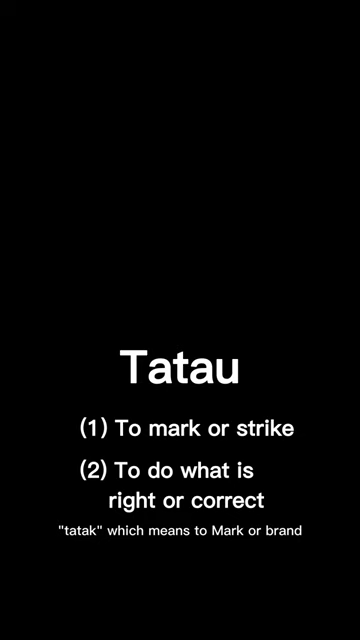 Tatau
(1) To mark or strike
(2) To do what is
right or correct
"tatak" which means to Mark or brand